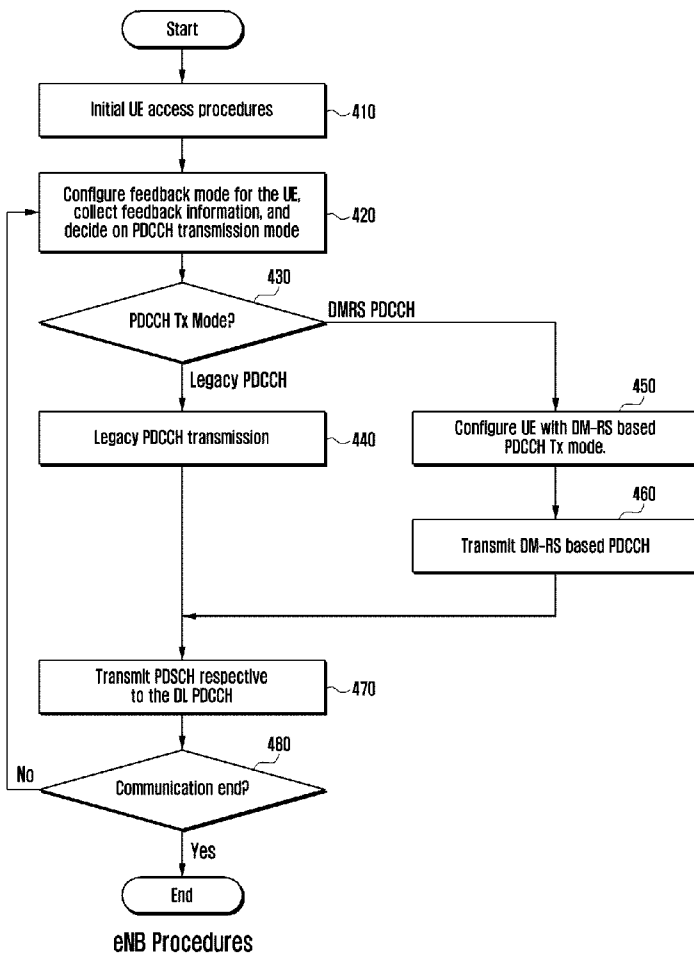 Start
Initial UE access procedures
410
Configure feedback mode for the UE,
collect feedback information, and
decide on PDCCH transmission mode
420
430
PDCCH Tx Mode?
DMRS PDCCH
Legacy PDCCH
Legacy PDCCH transmission
440
450
Configure UE with DM-RS based
PDCCH Tx mode.
460
Transmit DM-RS based PDCCH
Transmit PDSCH respective
to the DL PDCCH
470
480
No
Communication end?
Yes
End
eNB Procedures